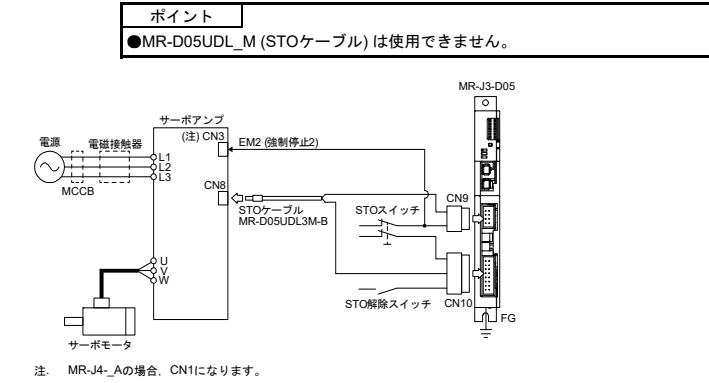 ポイント
●MR-D05UDL_M (STOケーブル) は使用できません。
MR-J3-D05
サーボアンプ
(注) CN3
EM2 (強制停止2)
電源
電磁接触器
L1
L2
L3
MCCB
CN8
STOケーブル
MR-D05UDL3M-B
STOスイッチ
CN9
U
V
W
STO解除スイッチ
CN10
FG
サーボモータ
注. MR-J4-_Aの場合, CN1になります。